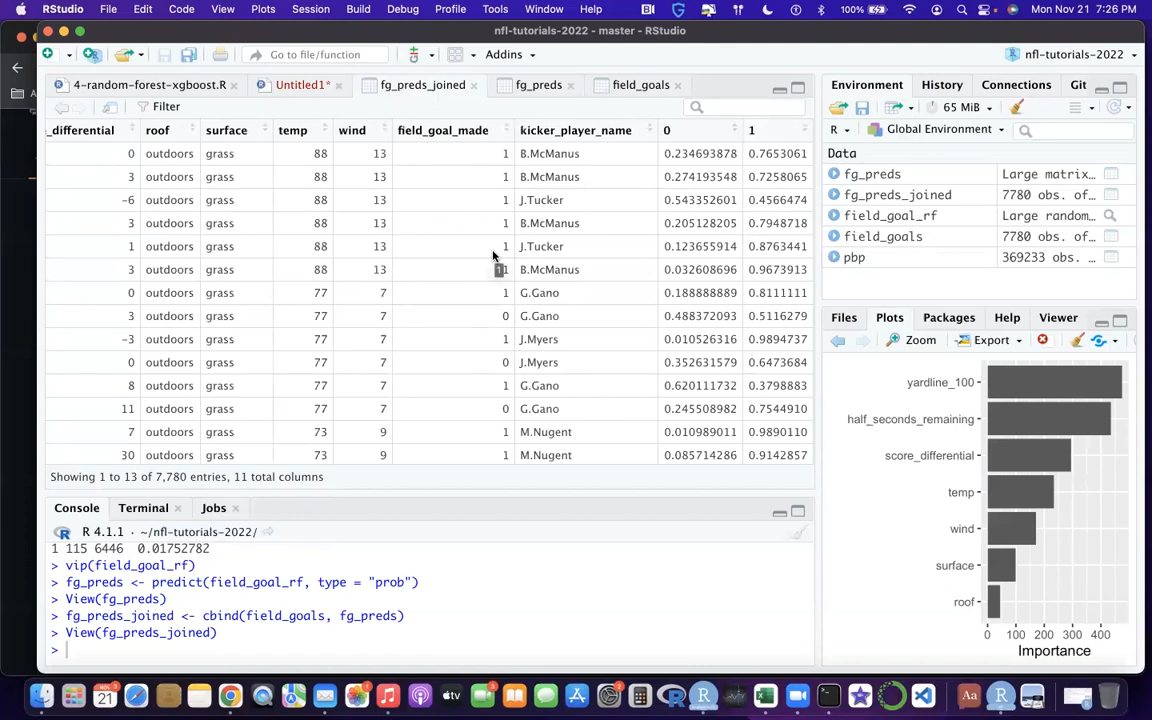 RStudio File Edit Code View Plots Session Build Debug Profile Tools Window Help 100% Mon Nov 21 7:26 PM
nfl-tutorials-2022 - master - RStudio
Go to file/function Addins nfl-tutorials-2022
4-random-forest-xgboost.R Untitled1* fg_preds_joined fg_preds field_goals
Filter
_differential roof surface temp wind field_goal_made kicker_player_name 0 1
0 outdoors grass 88 13 1 B.McManus 0.234693878 0.7653061
3 outdoors grass 88 13 1 B.McManus 0.274193548 0.7258065
-6 outdoors grass 88 13 1 J.Tucker 0.543352601 0.4566474
3 outdoors grass 88 13 1 B.McManus 0.205128205 0.7948718
1 outdoors grass 88 13 1 J.Tucker 0.123655914 0.8763441
3 outdoors grass 88 13 1 B.McManus 0.032608696 0.9673913
1
0 outdoors grass 77 7 1 G.Gano 0.188888889 0.8111111
3 outdoors grass 77 7 0 G.Gano 0.488372093 0.5116279
-3 outdoors grass 77 7 1 J.Myers 0.010526316 0.9894737
0 outdoors grass 77 7 0 J.Myers 0.352631579 0.6473684
8 outdoors grass 77 7 1 G.Gano 0.620111732 0.3798883
11 outdoors grass 77 7 0 G.Gano 0.245508982 0.7544910
7 outdoors grass 73 9 1 M.Nugent 0.010989011 0.9890110
30 outdoors grass 73 9 1 M.Nugent 0.085714286 0.9142857
Showing 1 to 13 of 7,780 entries, 11 total columns
Console Terminal Jobs
R 4.1.1 · ~/nfl-tutorials-2022/
1 115 6446 0.01752782
> vip(field_goal_rf)
> fg_preds <- predict(field_goal_rf, type = "prob")
> View(fg_preds)
> fg_preds_joined <- cbind(field_goals, fg_preds)
> View(fg_preds_joined)
>
Environment History Connections Git
65 MiB
R Global Environment
Data
fg_preds Large matrix…
fg_preds_joined 7780 obs. of…
field_goal_rf Large random…
field_goals 7780 obs. of…
pbp 369233 obs. …
Files Plots Packages Help Viewer
Zoom Export
yardline_100
half_seconds_remaining
score_differential
temp
wind
surface
roof
0 100 200 300 400
Importance
NOV
21
tv
Aa